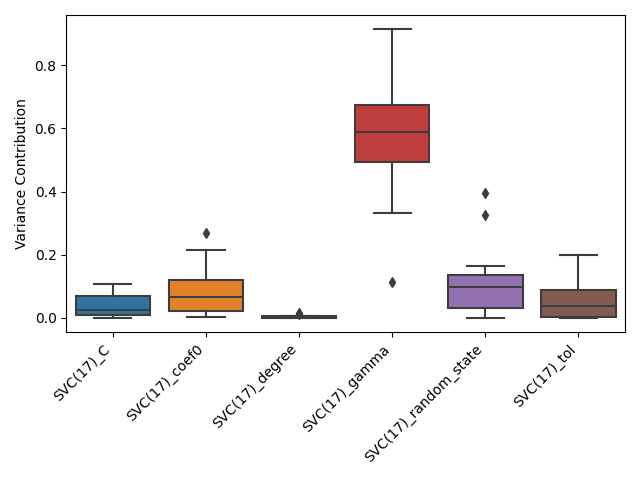 Variance Contribution
0.8
0.6
0.4
0.2
0.0
SVC(17)_C
SVC(17)_coef0
SVC(17)_degree
SVC(17)_gamma
SVC(17)_random_state
SVC(17)_tol